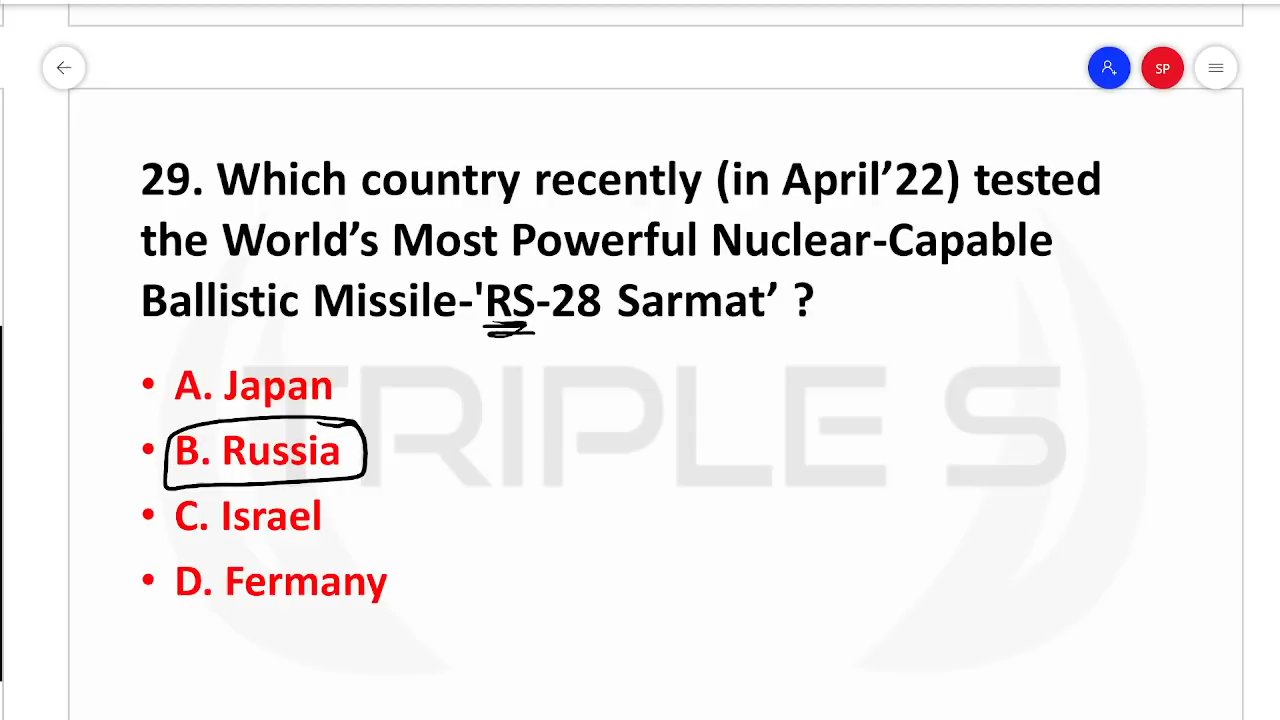 SP
29. Which country recently (in April’22) tested
the World’s Most Powerful Nuclear-Capable
Ballistic Missile-'RS-28 Sarmat’ ?
• A. Japan
• B. Russia
• C. Israel
• D. Fermany
TRIPLE S